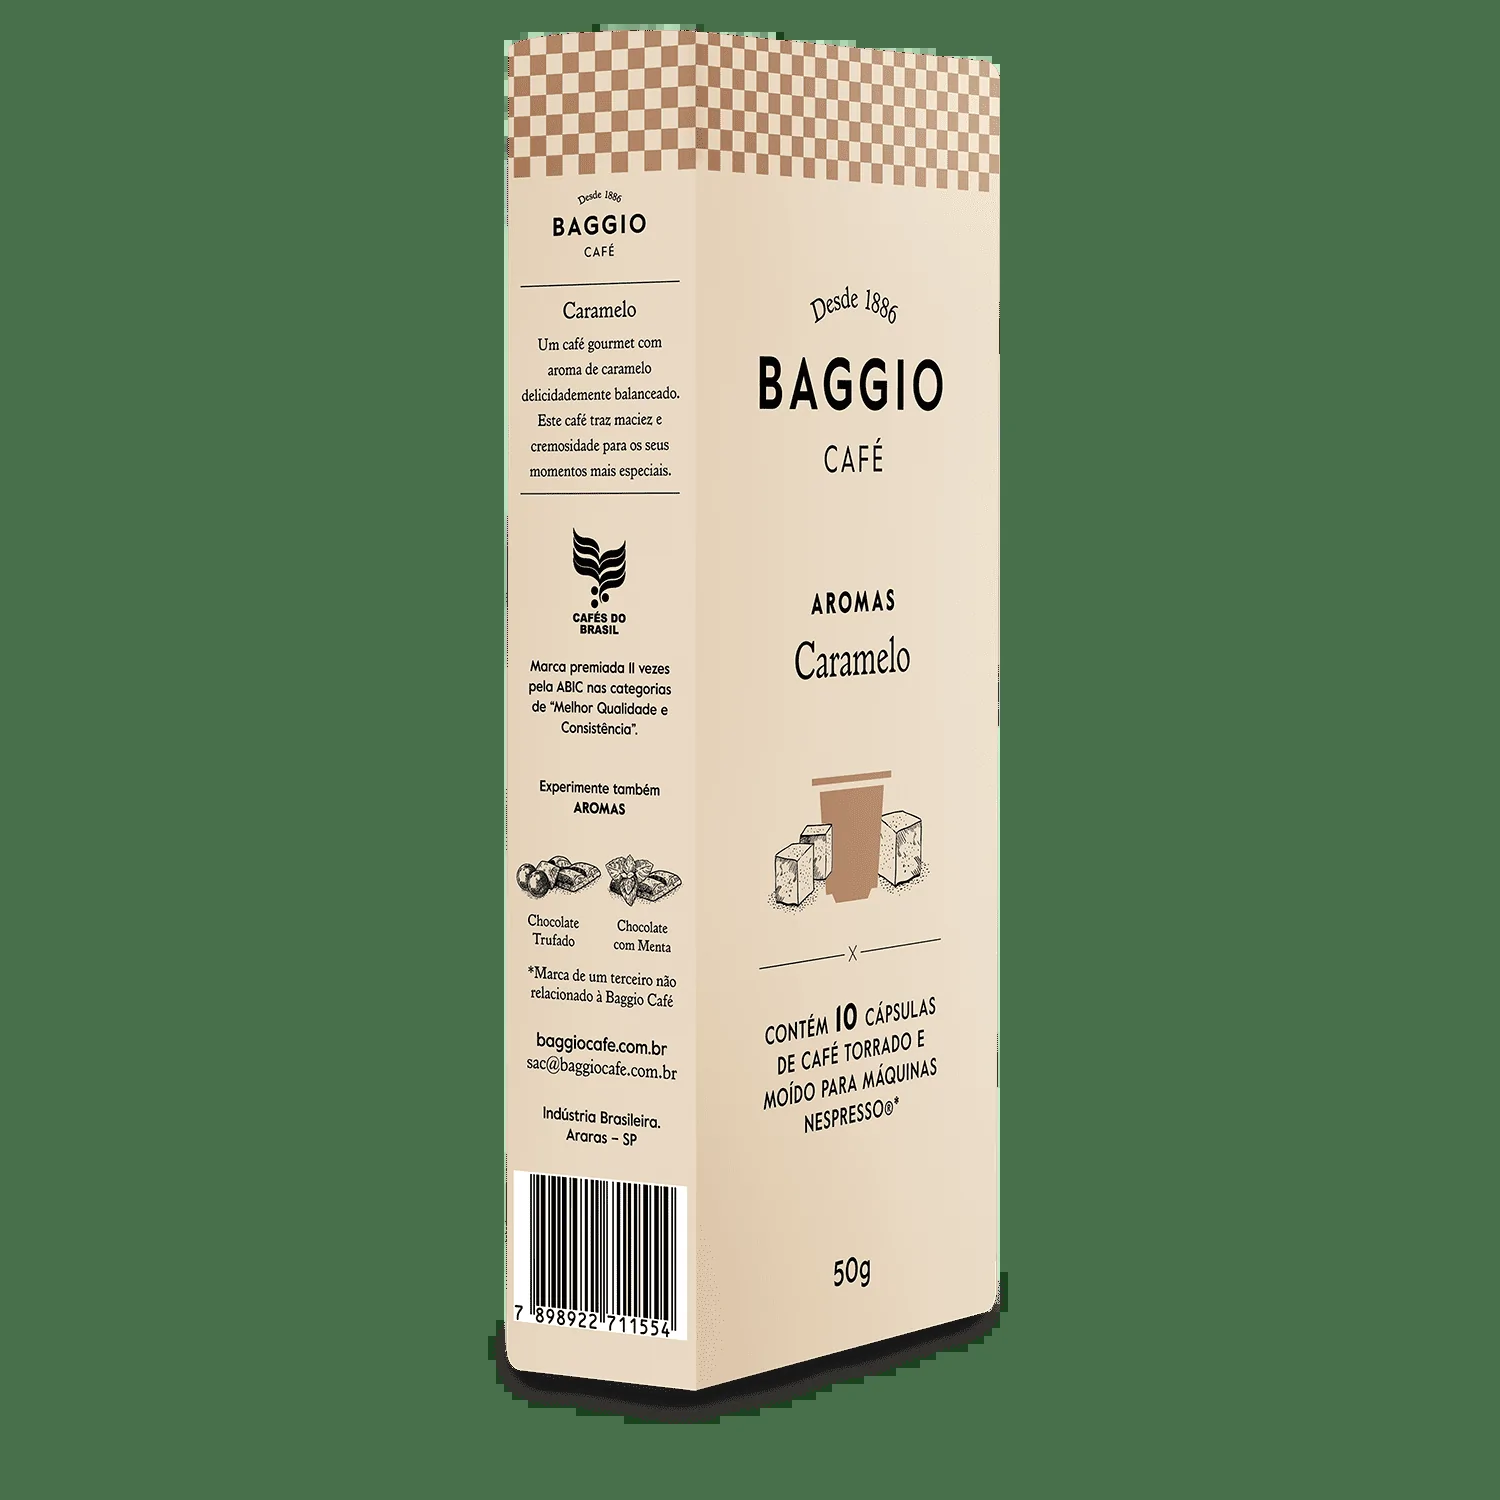 Desde 1886
BAGGIO
CAFÉ
Caramelo
Um café gourmet com
aroma de caramelo
delicidademente balanceado.
Este café traz maciez e
cremosidade para os seus
momentos mais especiais.
CAFÉS DO
BRASIL
Marca premiada 11 vezes
pela ABIC nas categorias
de “Melhor Qualidade e
Consistência”.
Experimente também
AROMAS
Chocolate
Trufado
Chocolate
com Menta
*Marca de um terceiro não
relacionado à Baggio Café
baggiocafe.com.br
sac@baggiocafe.com.br
Indústria Brasileira.
Araras – SP
7 898922 711554
Desde 1886
BAGGIO
CAFÉ
AROMAS
Caramelo
X
CONTÉM 10 CÁPSULAS
DE CAFÉ TORRADO E
MOÍDO PARA MÁQUINAS
NESPRESSO®*
50g